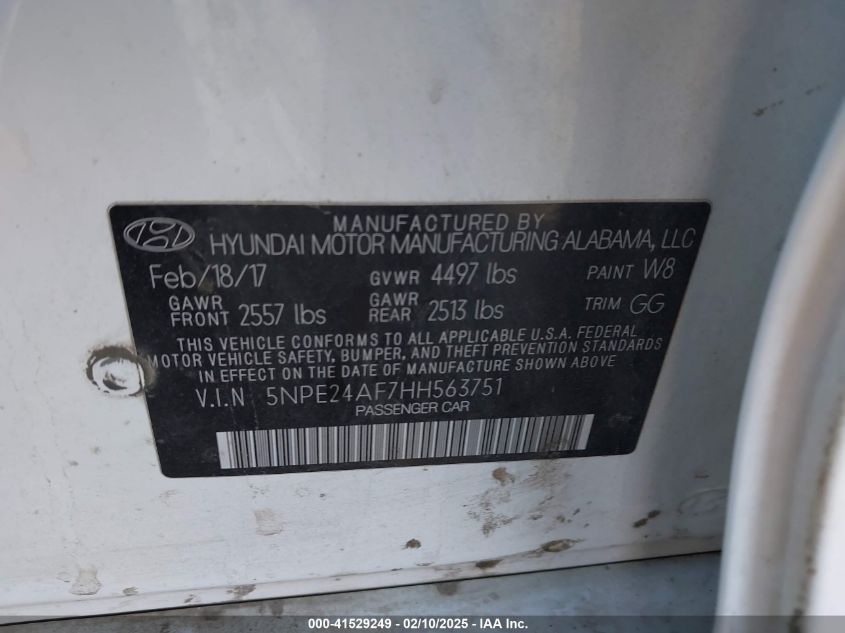 MANUFACTURED BY
HYUNDAI MOTOR MANUFACTURING ALABAMA, LLC
Feb/18/17 GVWR 4497 lbs PAINT W8
GAWR FRONT 2557 lbs GAWR REAR 2513 lbs TRIM GG
THIS VEHICLE CONFORMS TO ALL APPLICABLE U.S.A. FEDERAL
MOTOR VEHICLE SAFETY, BUMPER, AND THEFT PREVENTION STANDARDS
IN EFFECT ON THE DATE OF MANUFACTURE SHOWN ABOVE
V.I.N 5NPE24AF7HH563751
PASSENGER CAR
000-41529249 - 02/10/2025 - IAA Inc.